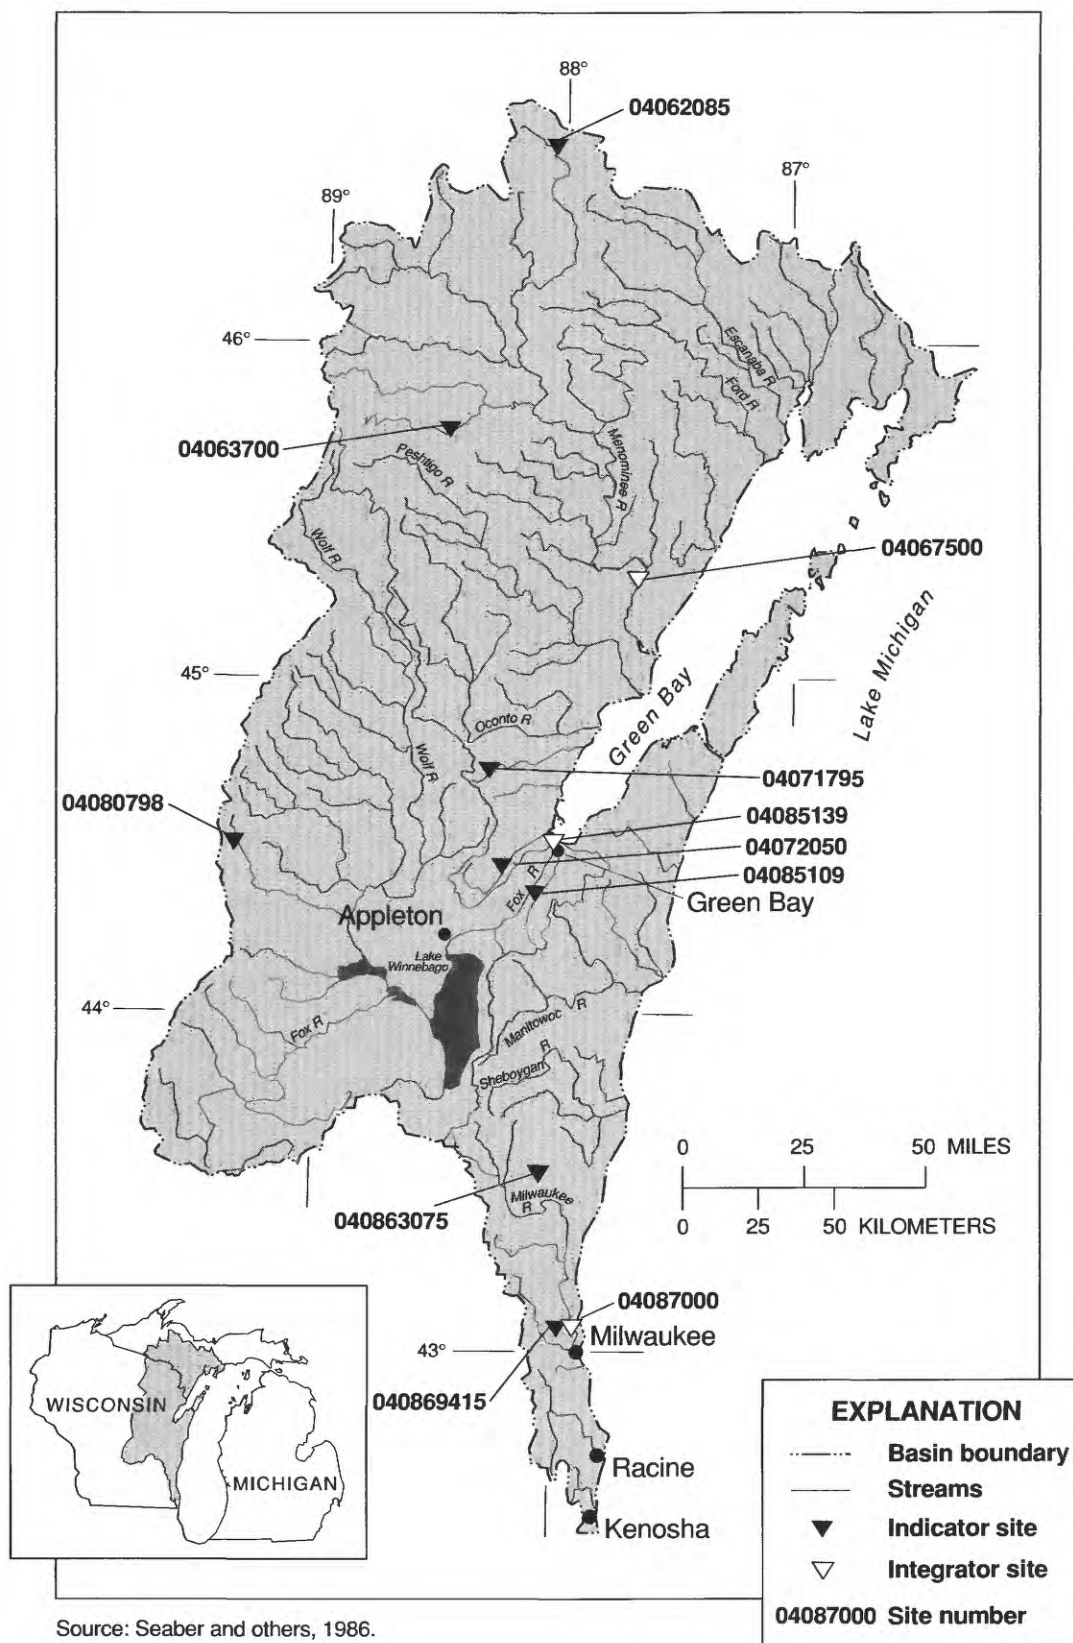 88°
04062085
87°
89°
46°
Escanaba R
Ford R
04063700
Menominee R
Peshtigo R
Wolf R
04067500
Lake Michigan
45°
Green Bay
Oconto R
Wolf R
04071795
04080798
04085139
04072050
04085109
Fox R
Green Bay
Appleton
Lake
Winnebago
44°
Fox R
Manitowoc R
Sheboygan R
0 25 50 MILES
0 25 50 KILOMETERS
Milwaukee
R
040863075
04087000
Milwaukee
43°
040869415
WISCONSIN
MICHIGAN
Racine
Kenosha
EXPLANATION
Basin boundary
Streams
Indicator site
Integrator site
04087000 Site number
Source: Seaber and others, 1986.